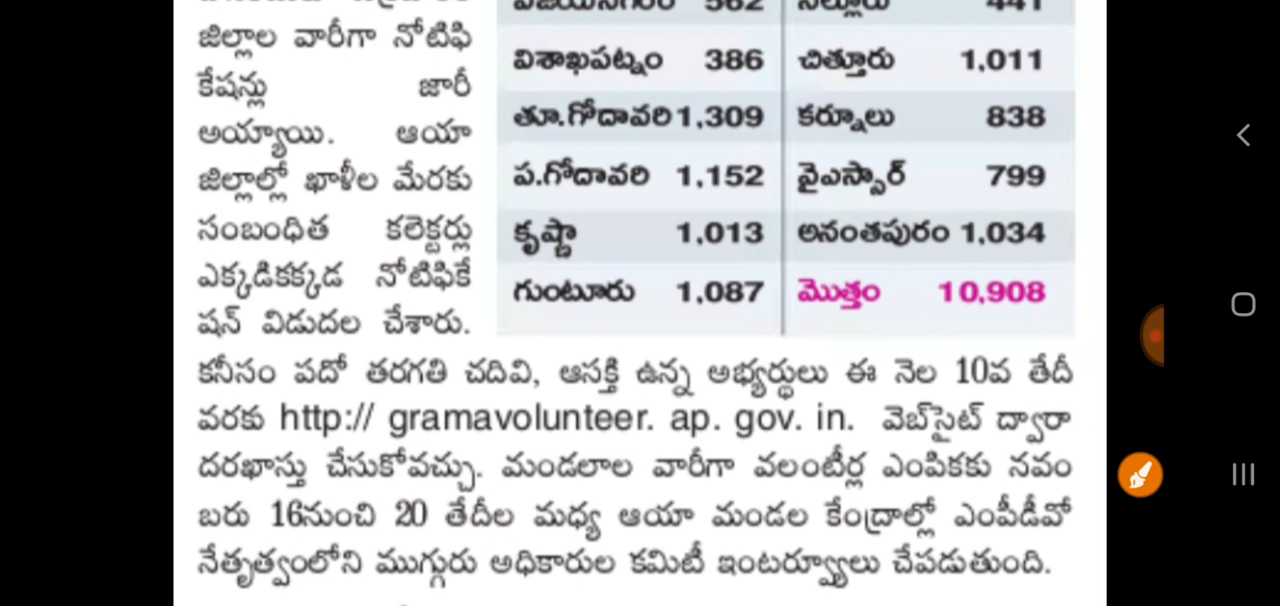 విజయనగరం 562 నెల్లూరు 441
జిల్లాల వారీగా నోటిఫి
విశాఖపట్నం 386 చిత్తూరు 1,011
కేషన్లు జారీ
తూ.గోదావరి 1,309 కర్నూలు 838
అయ్యాయి. ఆయా
జిల్లాల్లో ఖాళీల మేరకు
ప.గోదావరి 1,152 వైఎస్సార్ 799
సంబంధిత కలెక్టర్లు
కృష్ణా 1,013 అనంతపురం 1,034
ఎక్కడికక్కడ నోటిఫికే
గుంటూరు 1,087 మొత్తం 10,908
షన్ విడుదల చేశారు.
కనీసం పదో తరగతి చదివి, ఆసక్తి ఉన్న అభ్యర్థులు ఈ నెల 10వ తేదీ
వరకు http:// gramavolunteer. ap. gov. in. వెబ్‌సైట్ ద్వారా
దరఖాస్తు చేసుకోవచ్చు. మండలాల వారీగా వలంటీర్ల ఎంపికకు నవం
బరు 16నుంచి 20 తేదీల మధ్య ఆయా మండల కేంద్రాల్లో ఎంపీడీవో
నేతృత్వంలోని ముగ్గురు అధికారుల కమిటీ ఇంటర్వ్యూలు చేపడుతుంది.